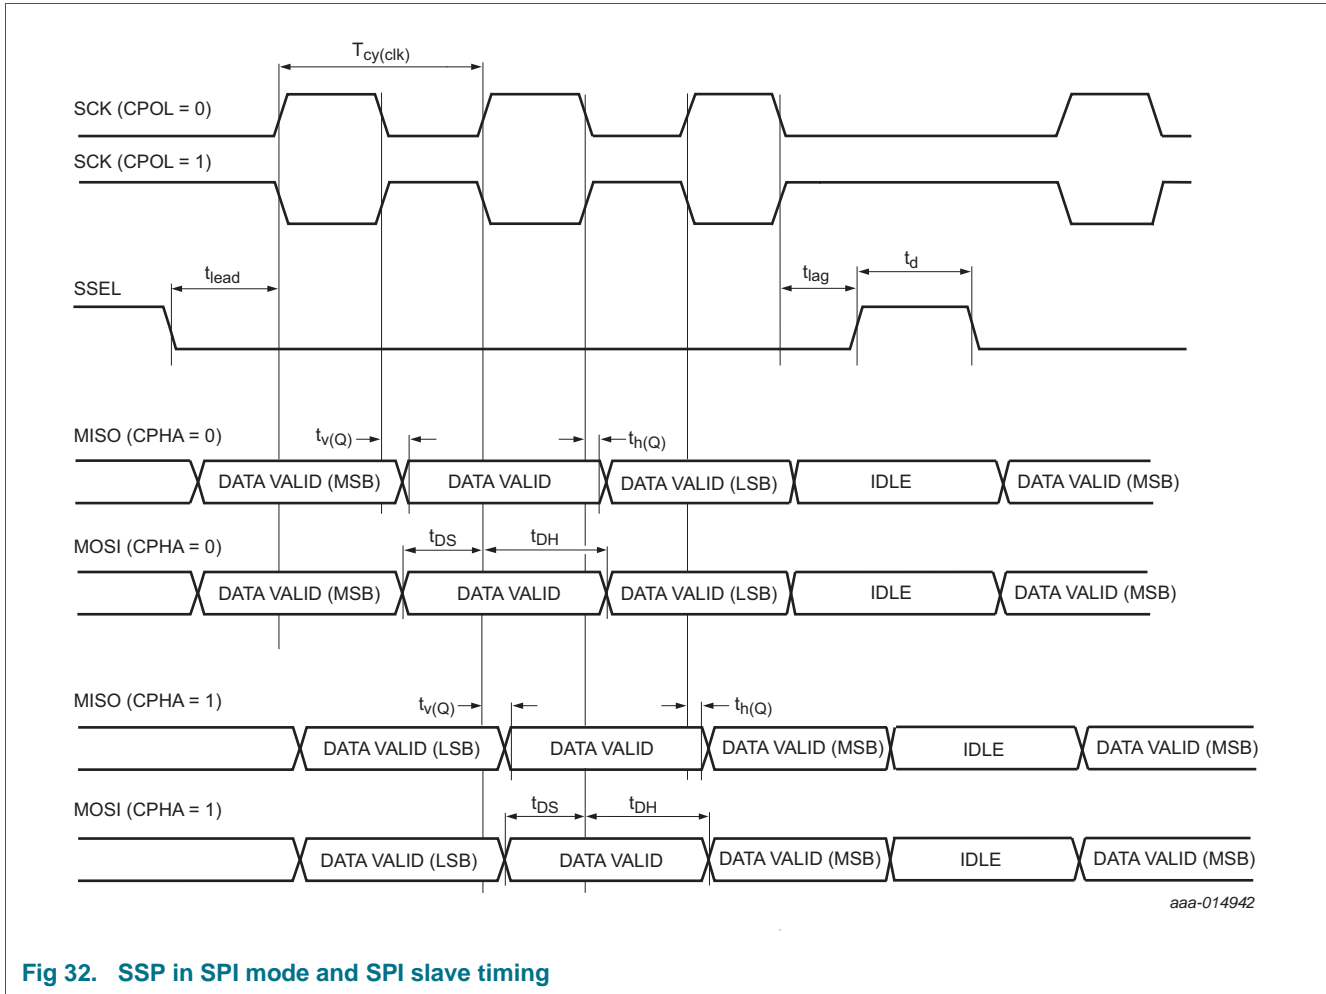 Tcy(clk)
SCK (CPOL = 0)
SCK (CPOL = 1)
tlead
tlag
td
SSEL
MISO (CPHA = 0)
tv(Q)
th(Q)
DATA VALID (MSB) DATA VALID DATA VALID (LSB) IDLE DATA VALID (MSB)
MOSI (CPHA = 0)
tDS tDH
DATA VALID (MSB) DATA VALID DATA VALID (LSB) IDLE DATA VALID (MSB)
MISO (CPHA = 1)
tv(Q)
th(Q)
DATA VALID (LSB) DATA VALID DATA VALID (MSB) IDLE DATA VALID (MSB)
MOSI (CPHA = 1)
tDS tDH
DATA VALID (LSB) DATA VALID DATA VALID (MSB) IDLE DATA VALID (MSB)
aaa-014942
Fig 32. SSP in SPI mode and SPI slave timing